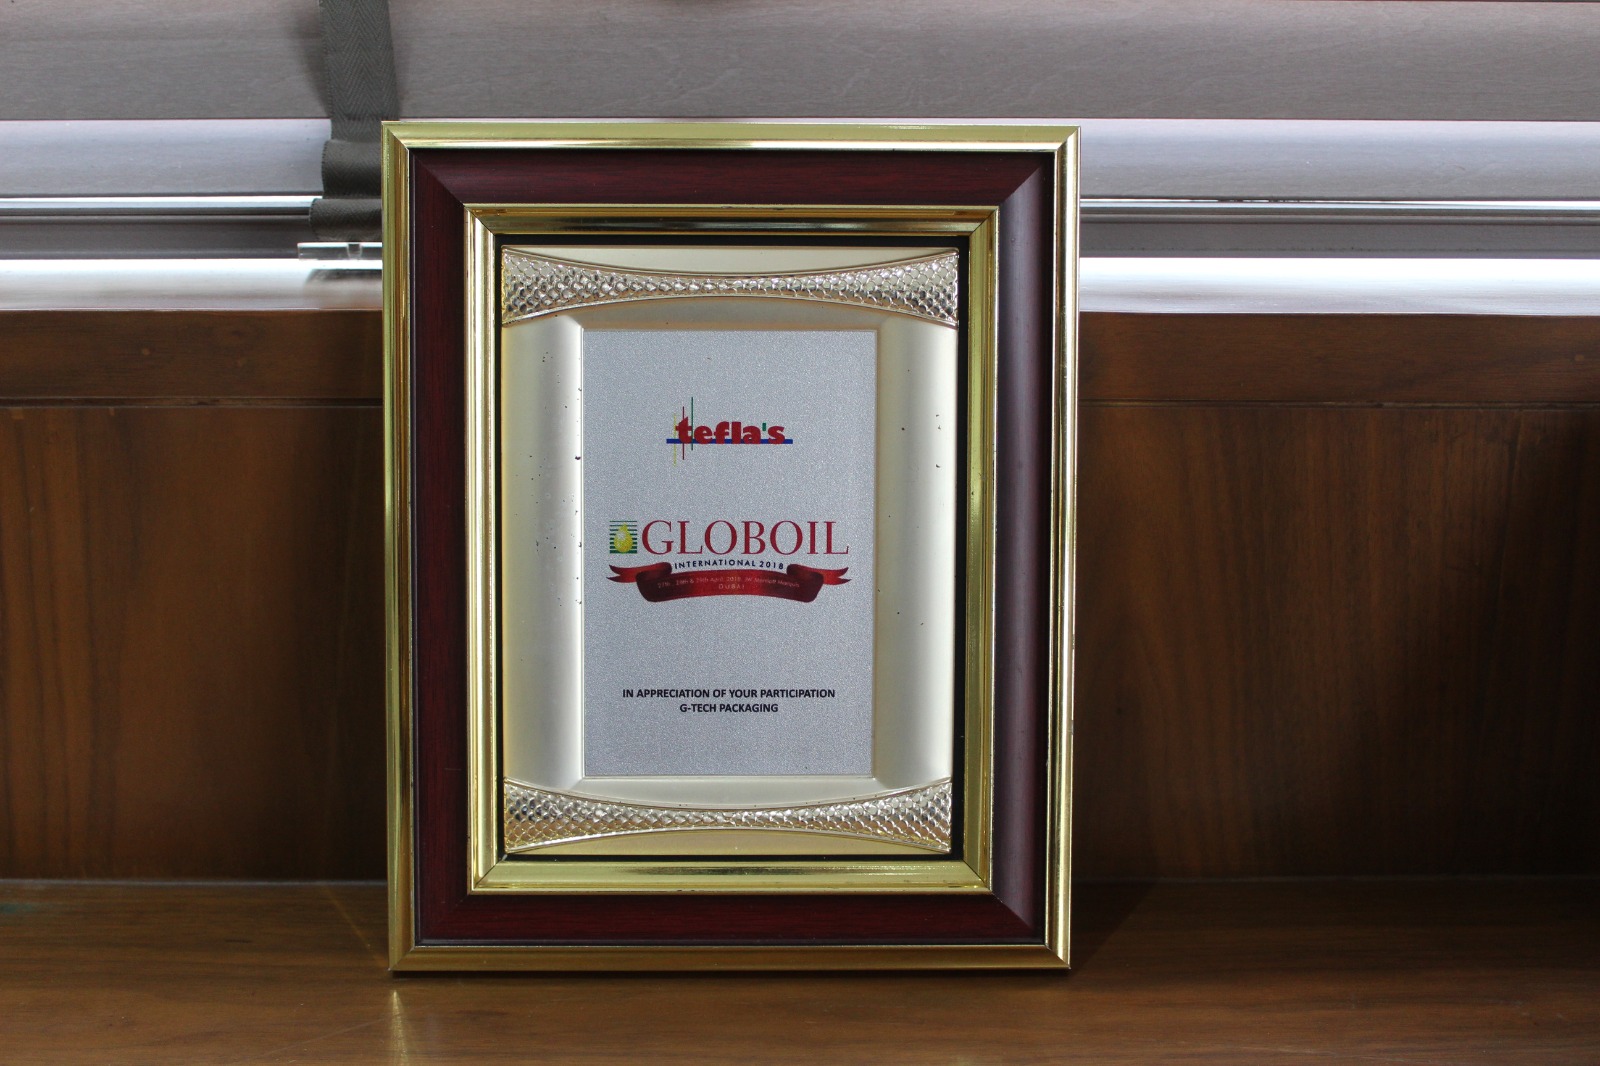 tefla's
GLOBOIL
INTERNATIONAL 2018
DUBAI
IN APPRECIATION OF YOUR PARTICIPATION
G-TECH PACKAGING